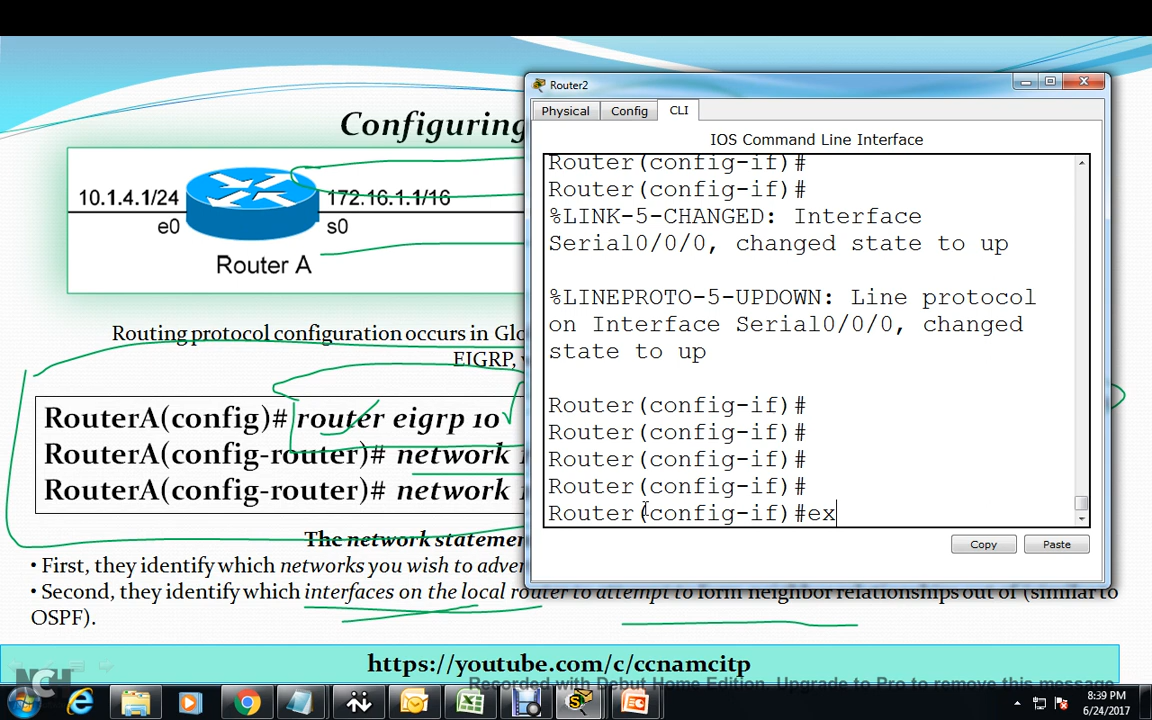 Configuring
10.1.4.1/24
172.16.1.1/16
e0
s0
Router A
Routing protocol configuration occurs in Glo
EIGRP,
RouterA(config)# router eigrp 10
RouterA(config-router)# network
RouterA(config-router)# network
The network stateme
• First, they identify which networks you wish to adve
• Second, they identify which interfaces on the local router to attempt to form neighbor relationships out of (similar to
OSPF).
https://youtube.com/c/ccnamcitp
Router2
Physical
Config
CLI
IOS Command Line Interface
Router(config-if)#
Router(config-if)#
%LINK-5-CHANGED: Interface
Serial0/0/0, changed state to up
%LINEPROTO-5-UPDOWN: Line protocol
on Interface Serial0/0/0, changed
state to up
Router(config-if)#
Router(config-if)#
Router(config-if)#
Router(config-if)#
Router(config-if)#ex
Copy
Paste
NCH
Recorded with Debut Home Edition. Upgrade to Pro to remove this message
8:39 PM
6/24/2017